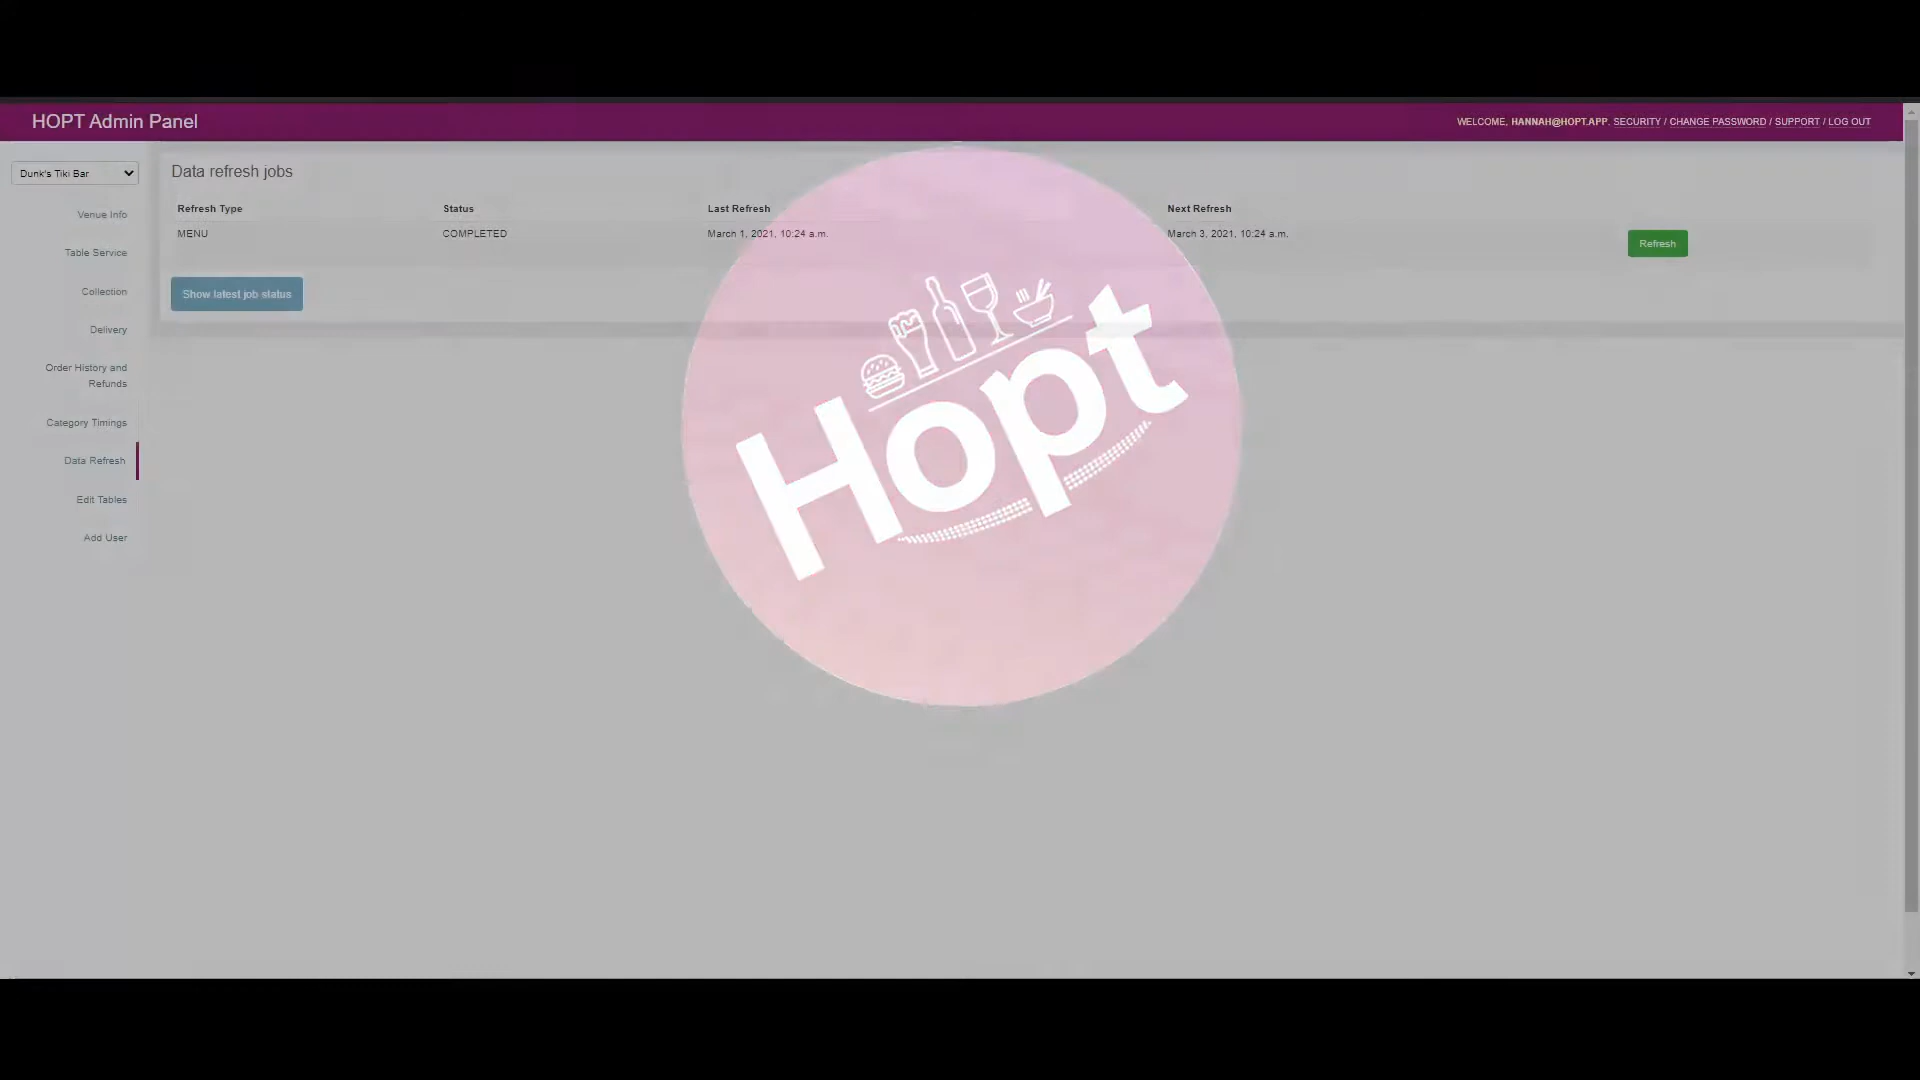 HOPT Admin Panel
WELCOME, HANNAH@HOPT.APP. SECURITY / CHANGE PASSWORD / SUPPORT / LOG OUT
Dunk's Tiki Bar
Venue Info
Table Service
Collection
Delivery
Order History and
Refunds
Category Timings
Data Refresh
Edit Tables
Add User
Data refresh jobs
Refresh Type Status Last Refresh Next Refresh
MENU COMPLETED March 1, 2021, 10:24 a.m. March 3, 2021, 10:24 a.m. Refresh
Show latest job status
Hopt